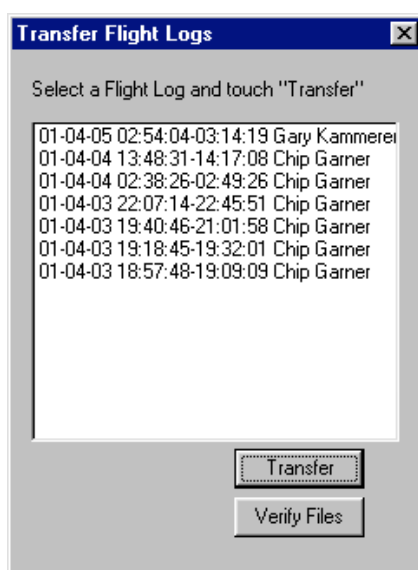 Transfer Flight Logs
Select a Flight Log and touch "Transfer"
01-04-05 02:54:04-03:14:19 Gary Kammerer
01-04-04 13:48:31-14:17:08 Chip Garner
01-04-04 02:38:26-02:49:26 Chip Garner
01-04-03 22:07:14-22:45:51 Chip Garner
01-04-03 19:40:46-21:01:58 Chip Garner
01-04-03 19:18:45-19:32:01 Chip Garner
01-04-03 18:57:48-19:09:09 Chip Garner
Transfer
Verify Files